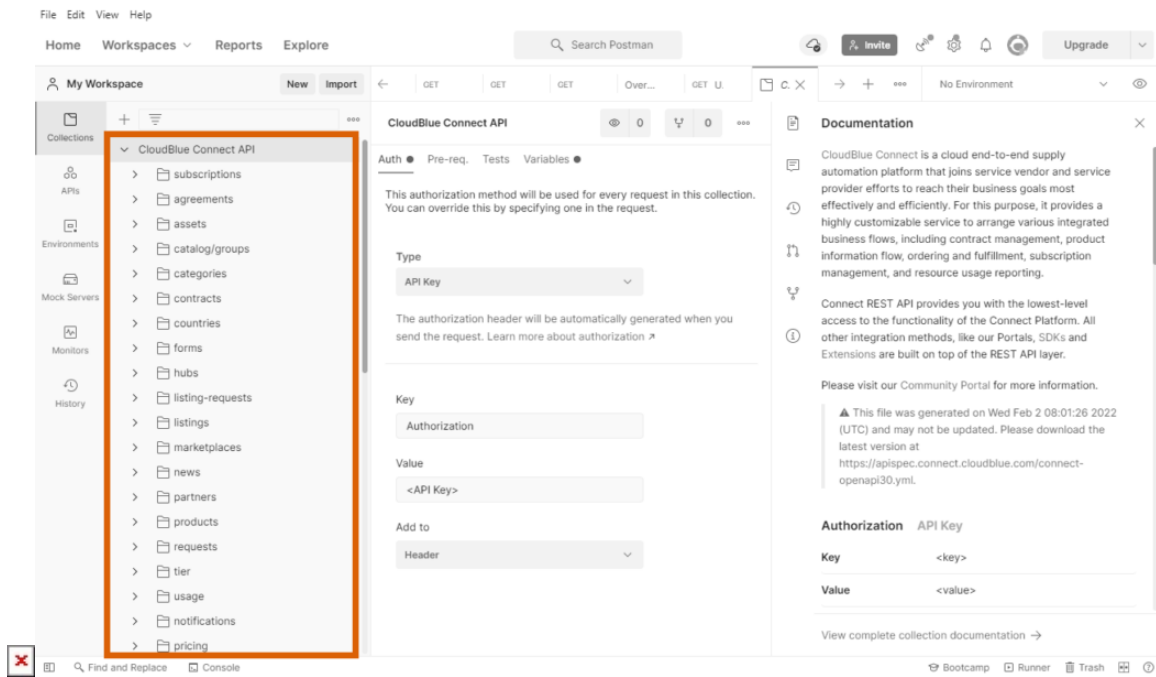 File Edit View Help
Home Workspaces Reports Explore
Search Postman
Invite
Upgrade
My Workspace
New Import
GET
GET
GET
Over...
GET U.
C.
No Environment
Collections
APIs
Environments
Mock Servers
Monitors
History
CloudBlue Connect API
subscriptions
agreements
assets
catalog/groups
categories
contracts
countries
forms
hubs
listing-requests
listings
marketplaces
news
partners
products
requests
tier
usage
notifications
pricing
CloudBlue Connect API
0
0
Auth Pre-req. Tests Variables
This authorization method will be used for every request in this collection.
You can override this by specifying one in the request.
Type
API Key
The authorization header will be automatically generated when you
send the request. Learn more about authorization ↗
Key
Authorization
Value
<API Key>
Add to
Header
Documentation
CloudBlue Connect is a cloud end-to-end supply
automation platform that joins service vendor and service
provider efforts to reach their business goals most
effectively and efficiently. For this purpose, it provides a
highly customizable service to arrange various integrated
business flows, including contract management, product
information flow, ordering and fulfillment, subscription
management, and resource usage reporting.
Connect REST API provides you with the lowest-level
access to the functionality of the Connect Platform. All
other integration methods, like our Portals, SDKs and
Extensions are built on top of the REST API layer.
Please visit our Community Portal for more information.
⚠ This file was generated on Wed Feb 2 08:01:26 2022
(UTC) and may not be updated. Please download the
latest version at
https://apispec.connect.cloudblue.com/connect-
openapi30.yml.
Authorization API Key
Key <key>
Value <value>
View complete collection documentation →
Find and Replace Console
Bootcamp Runner Trash